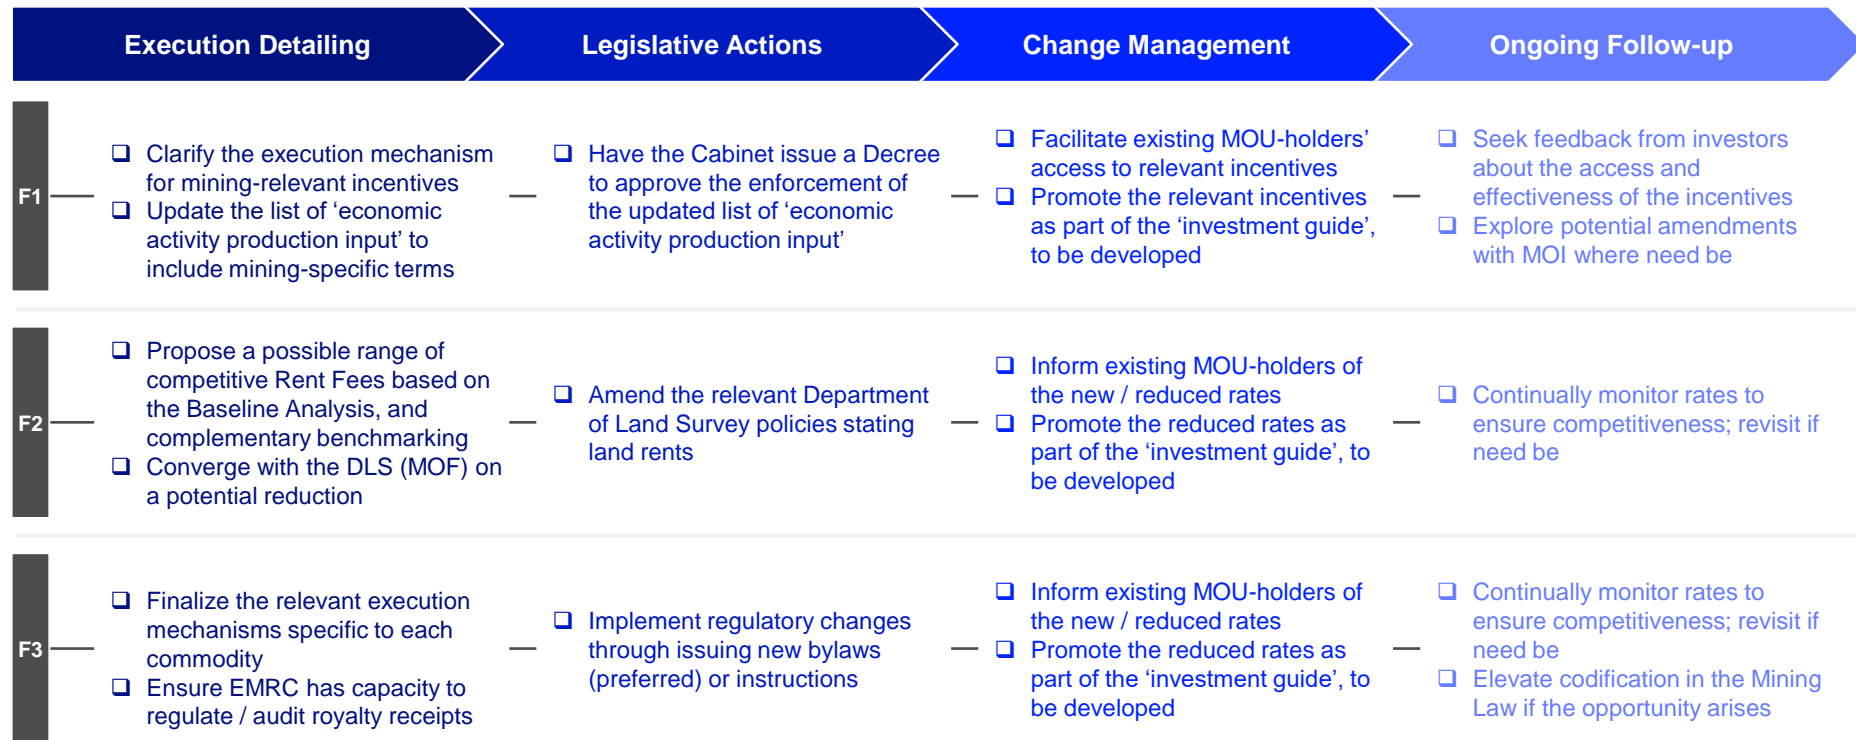 Execution Detailing
Legislative Actions
Change Management
Ongoing Follow-up
F1
Clarify the execution mechanism
for mining-relevant incentives
Update the list of ‘economic
activity production input’ to
include mining-specific terms
Have the Cabinet issue a Decree
to approve the enforcement of
the updated list of ‘economic
activity production input’
Facilitate existing MOU-holders’
access to relevant incentives
Promote the relevant incentives
as part of the ‘investment guide’,
to be developed
Seek feedback from investors
about the access and
effectiveness of the incentives
Explore potential amendments
with MOI where need be
F2
Propose a possible range of
competitive Rent Fees based on
the Baseline Analysis, and
complementary benchmarking
Converge with the DLS (MOF) on
a potential reduction
Amend the relevant Department
of Land Survey policies stating
land rents
Inform existing MOU-holders of
the new / reduced rates
Promote the reduced rates as
part of the ‘investment guide’, to
be developed
Continually monitor rates to
ensure competitiveness; revisit if
need be
F3
Finalize the relevant execution
mechanisms specific to each
commodity
Ensure EMRC has capacity to
regulate / audit royalty receipts
Implement regulatory changes
through issuing new bylaws
(preferred) or instructions
Inform existing MOU-holders of
the new / reduced rates
Promote the reduced rates as
part of the ‘investment guide’, to
be developed
Continually monitor rates to
ensure competitiveness; revisit if
need be
Elevate codification in the Mining
Law if the opportunity arises